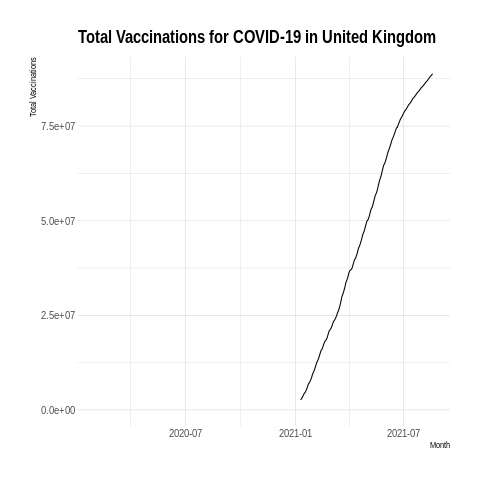 Total Vaccinations for COVID-19 in United Kingdom
Total Vaccinations
7.5e+07
5.0e+07
2.5e+07
0.0e+00
2020-07
2021-01
2021-07
Month